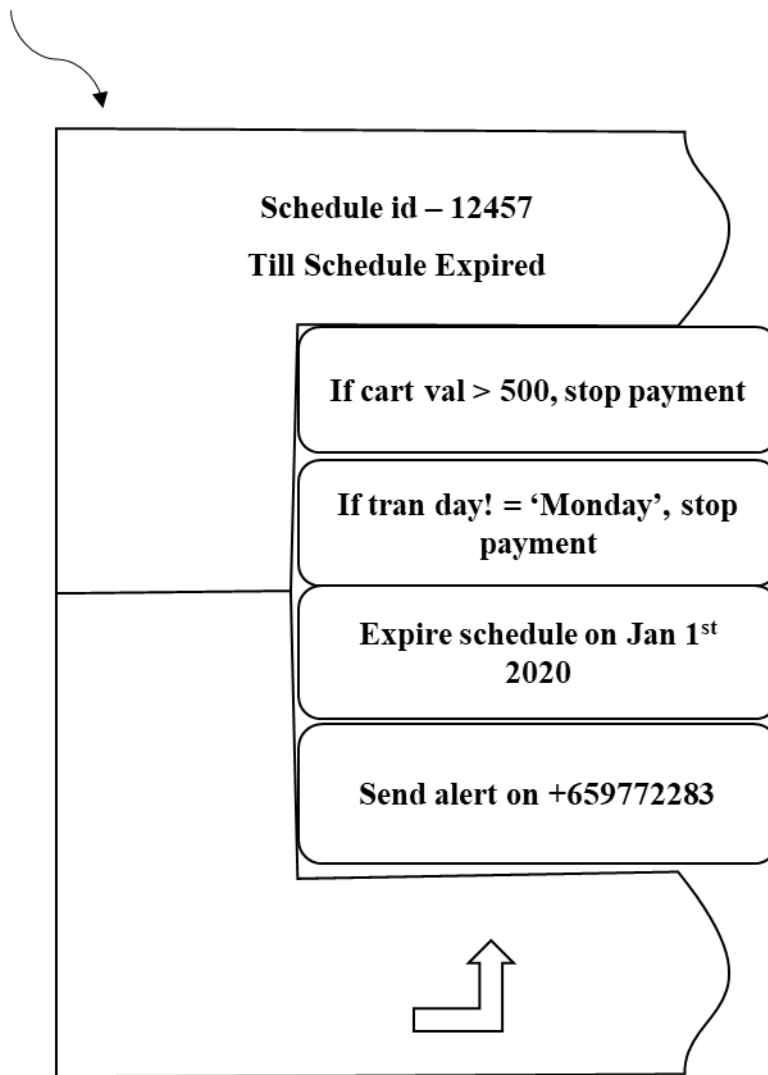 Schedule id – 12457
Till Schedule Expired
If cart val > 500, stop payment
If tran day! = ‘Monday’, stop
payment
Expire schedule on Jan 1st
2020
Send alert on +659772283